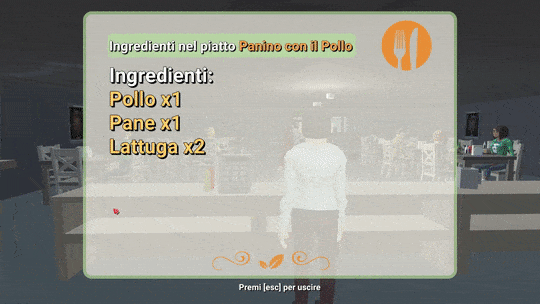 Ingredienti nel piatto Panino con il Pollo
Ingredienti:
Pollo x1
Pane x1
Lattuga x2
Premi [esc] per uscire